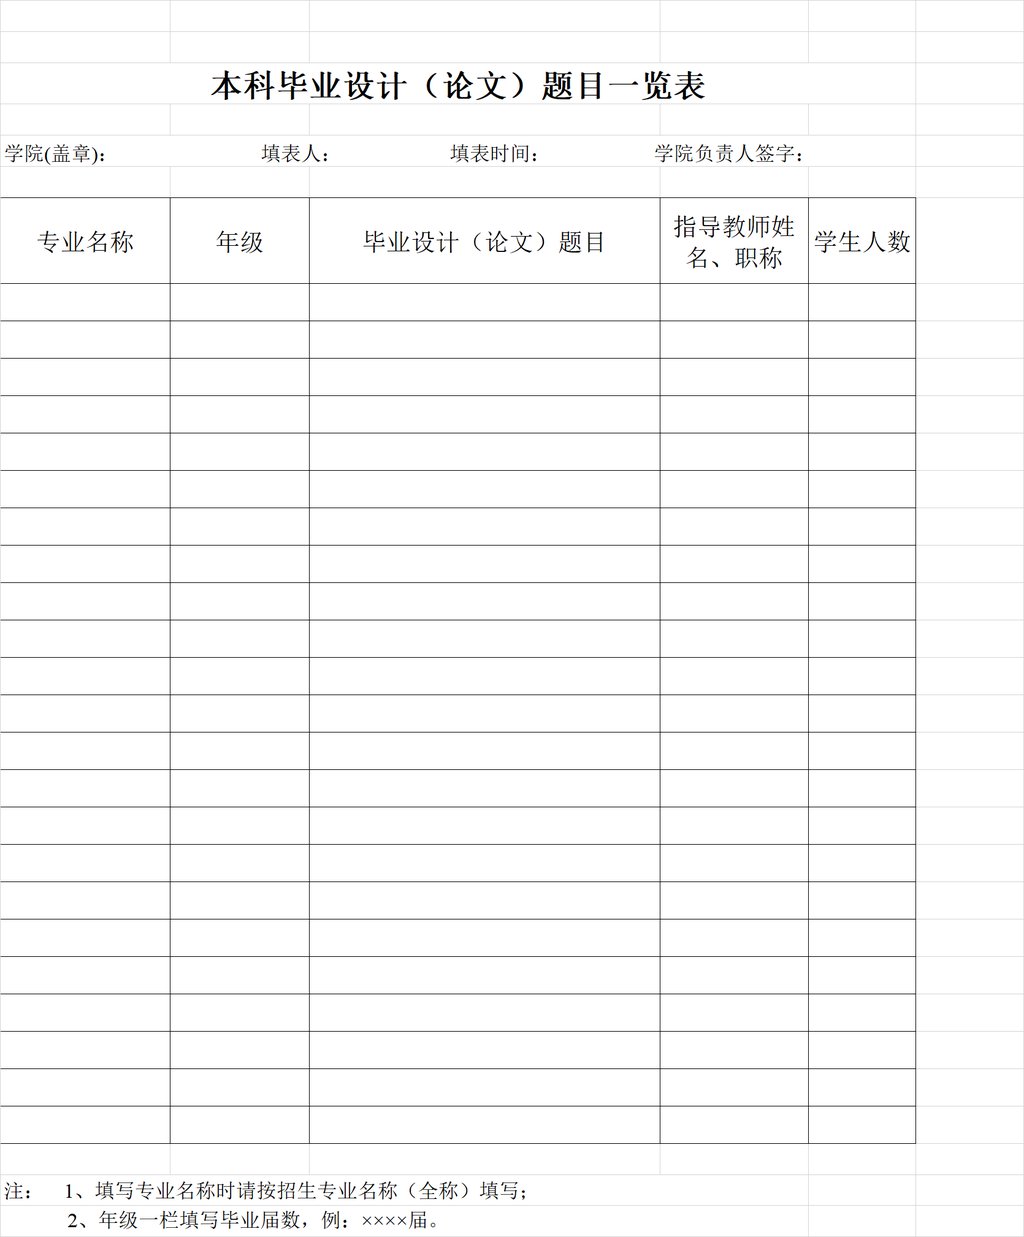 本科毕业设计（论文）题目一览表
学院(盖章)： 填表人： 填表时间： 学院负责人签字：
专业名称 年级 毕业设计（论文）题目 指导教师姓名、职称 学生人数
注： 1、填写专业名称时请按招生专业名称（全称）填写；
2、年级一栏填写毕业届数，例：××××届。